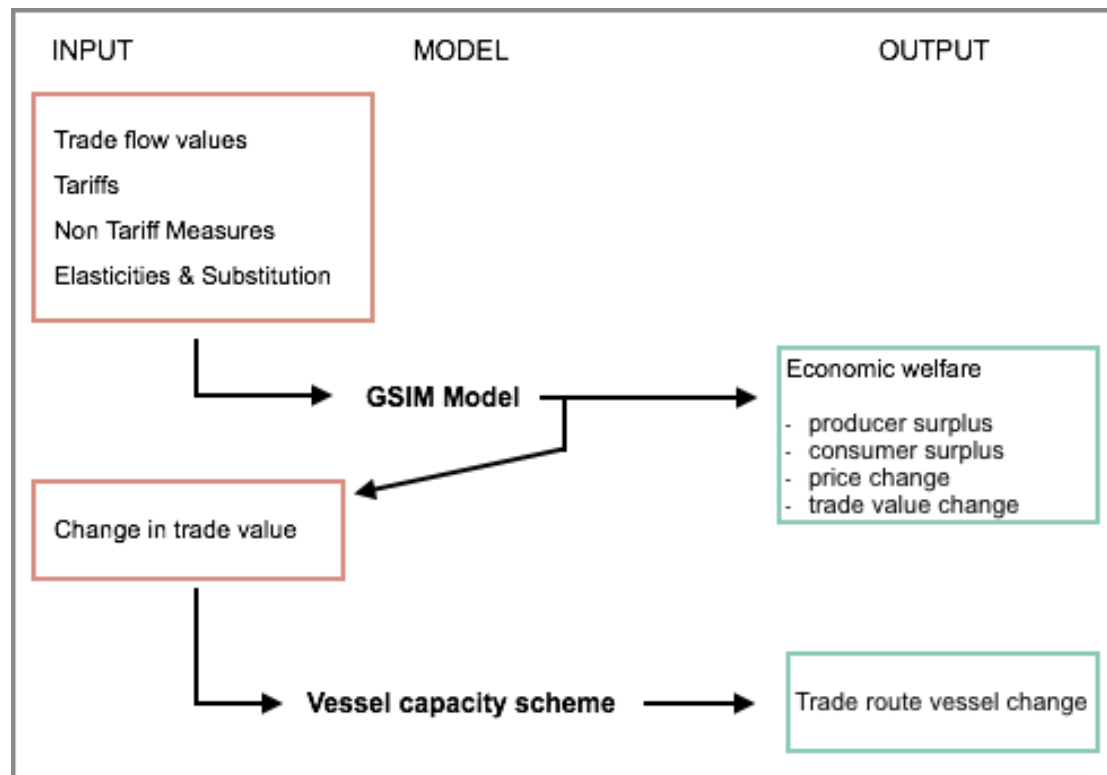 INPUT
MODEL
OUTPUT
Trade flow values
Tariffs
Non Tariff Measures
Elasticities & Substitution
GSIM Model
Economic welfare
- producer surplus
- consumer surplus
- price change
- trade value change
Change in trade value
Vessel capacity scheme
Trade route vessel change